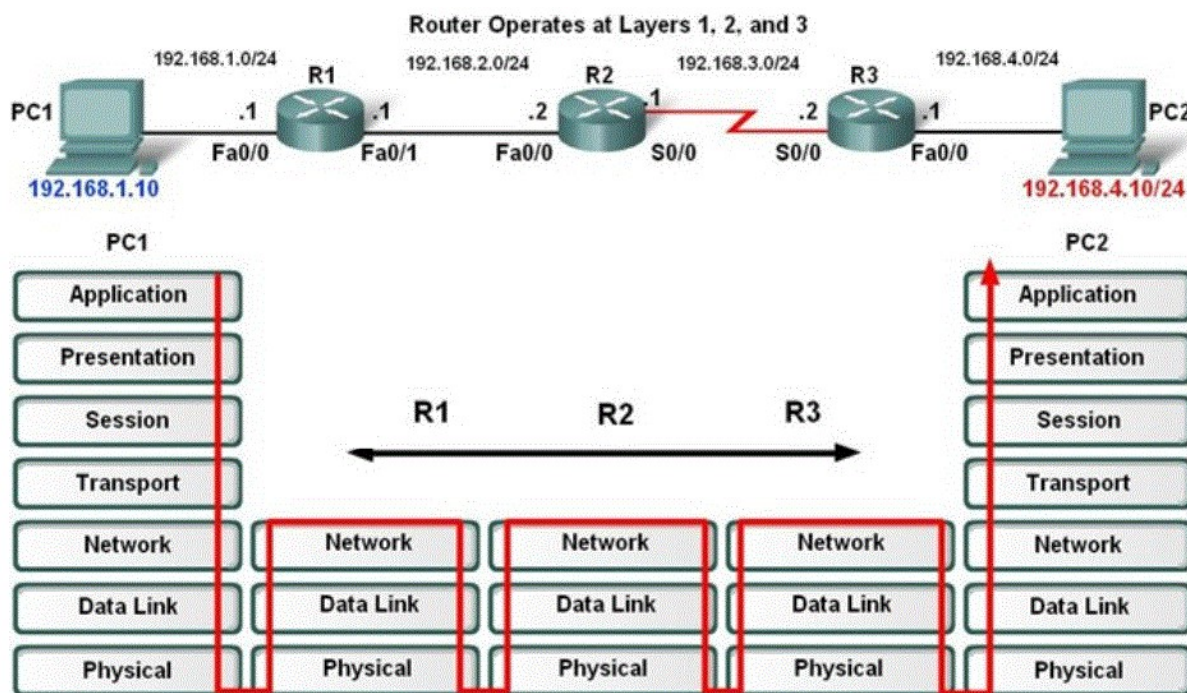 Router Operates at Layers 1, 2, and 3
192.168.1.0/24
192.168.2.0/24
192.168.3.0/24
192.168.4.0/24
R1
R2
R3
PC1
.1
.1
.2
.1
.2
.1
PC2
Fa0/0
Fa0/1
Fa0/0
S0/0
S0/0
Fa0/0
192.168.1.10
192.168.4.10/24
PC1
PC2
Application
Application
Presentation
Presentation
R1
R2
R3
Session
Session
Transport
Transport
Network
Network
Network
Network
Network
Data Link
Data Link
Data Link
Data Link
Data Link
Physical
Physical
Physical
Physical
Physical